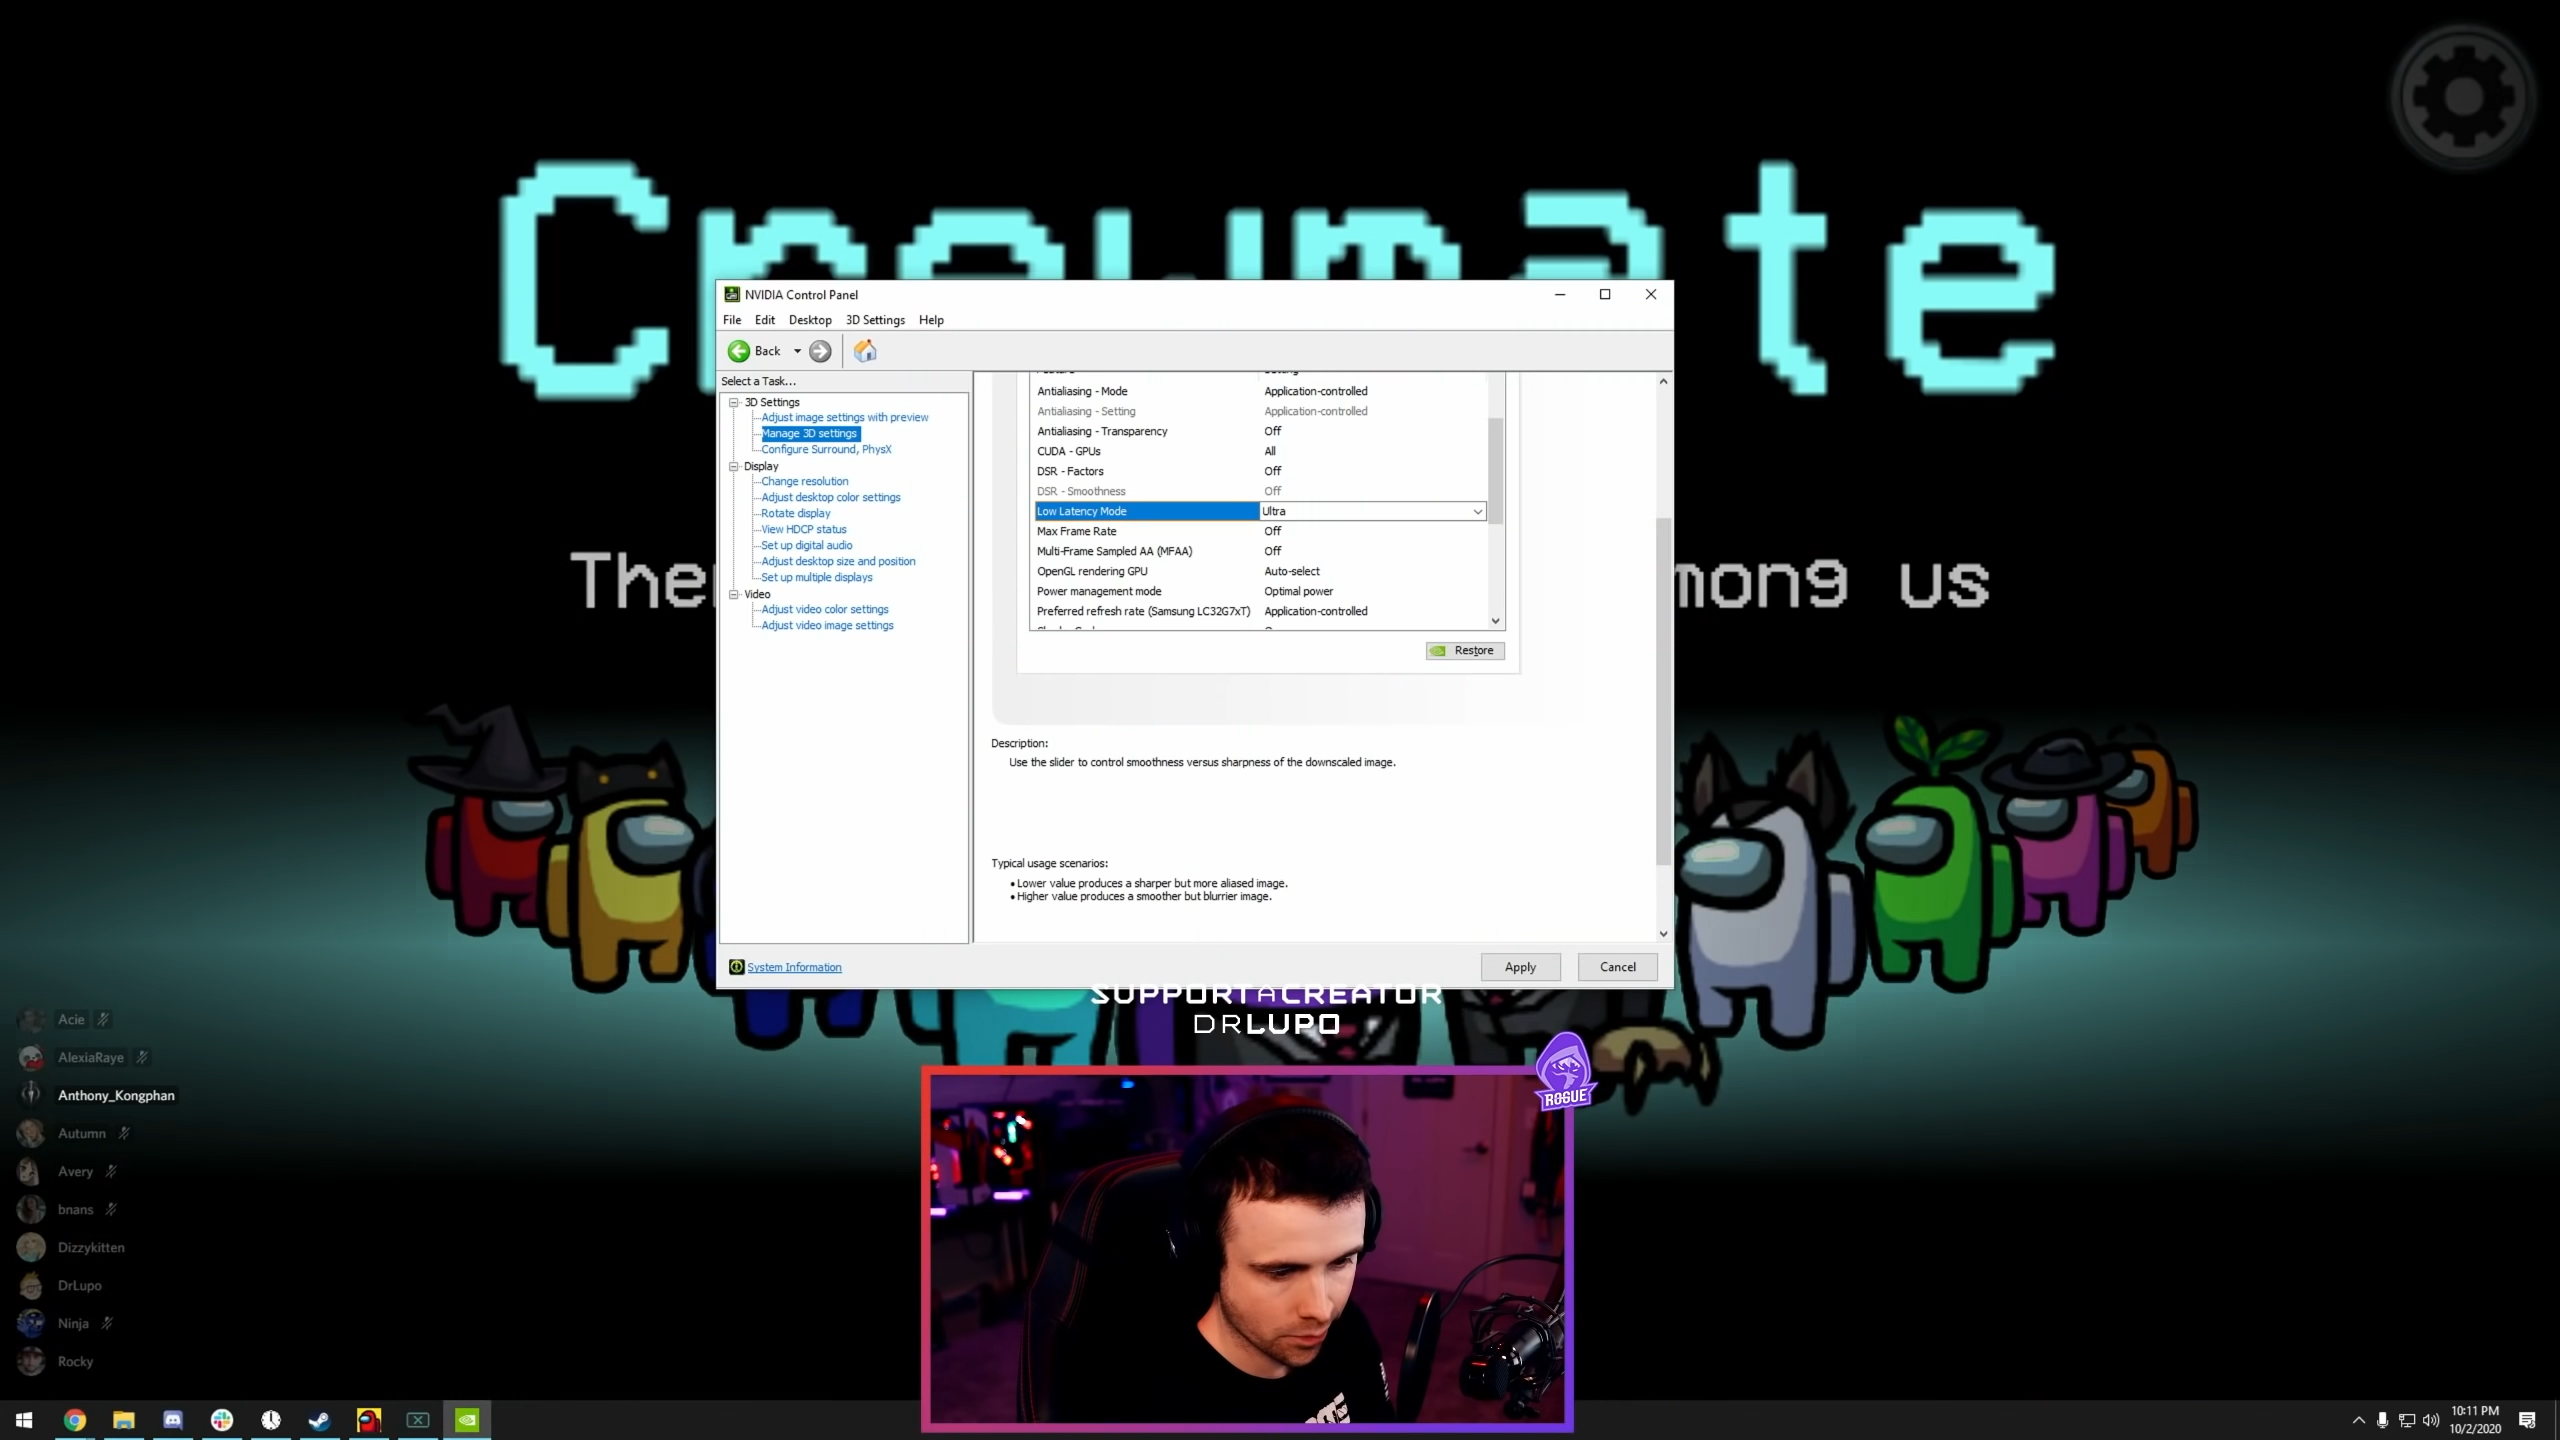 Crewmate
NVIDIA Control Panel
File Edit Desktop 3D Settings Help
Back
Select a Task...
3D Settings
Adjust image settings with preview
Manage 3D settings
Configure Surround, PhysX
Display
Change resolution
Adjust desktop color settings
Rotate display
View HDCP status
Set up digital audio
Adjust desktop size and position
Set up multiple displays
Video
Adjust video color settings
Adjust video image settings
System Information
Antialiasing - Mode Application-controlled
Antialiasing - Setting Application-controlled
Antialiasing - Transparency Off
CUDA - GPUs All
DSR - Factors Off
DSR - Smoothness Off
Low Latency Mode Ultra
Max Frame Rate Off
Multi-Frame Sampled AA (MFAA) Off
OpenGL rendering GPU Auto-select
Power management mode Optimal power
Preferred refresh rate (Samsung LC32G7xT) Application-controlled
Restore
Description:
Use the slider to control smoothness versus sharpness of the downscaled image.
Typical usage scenarios:
• Lower value produces a sharper but more aliased image.
• Higher value produces a smoother but blurrier image.
Apply Cancel
The mong us
SUPPORTACREATOR
DRLUPO
ROGUE
Acie
AlexiaRaye
Anthony_Kongphan
Autumn
Avery
bnans
Dizzykitten
DrLupo
Ninja
Rocky
10:11 PM
10/2/2020